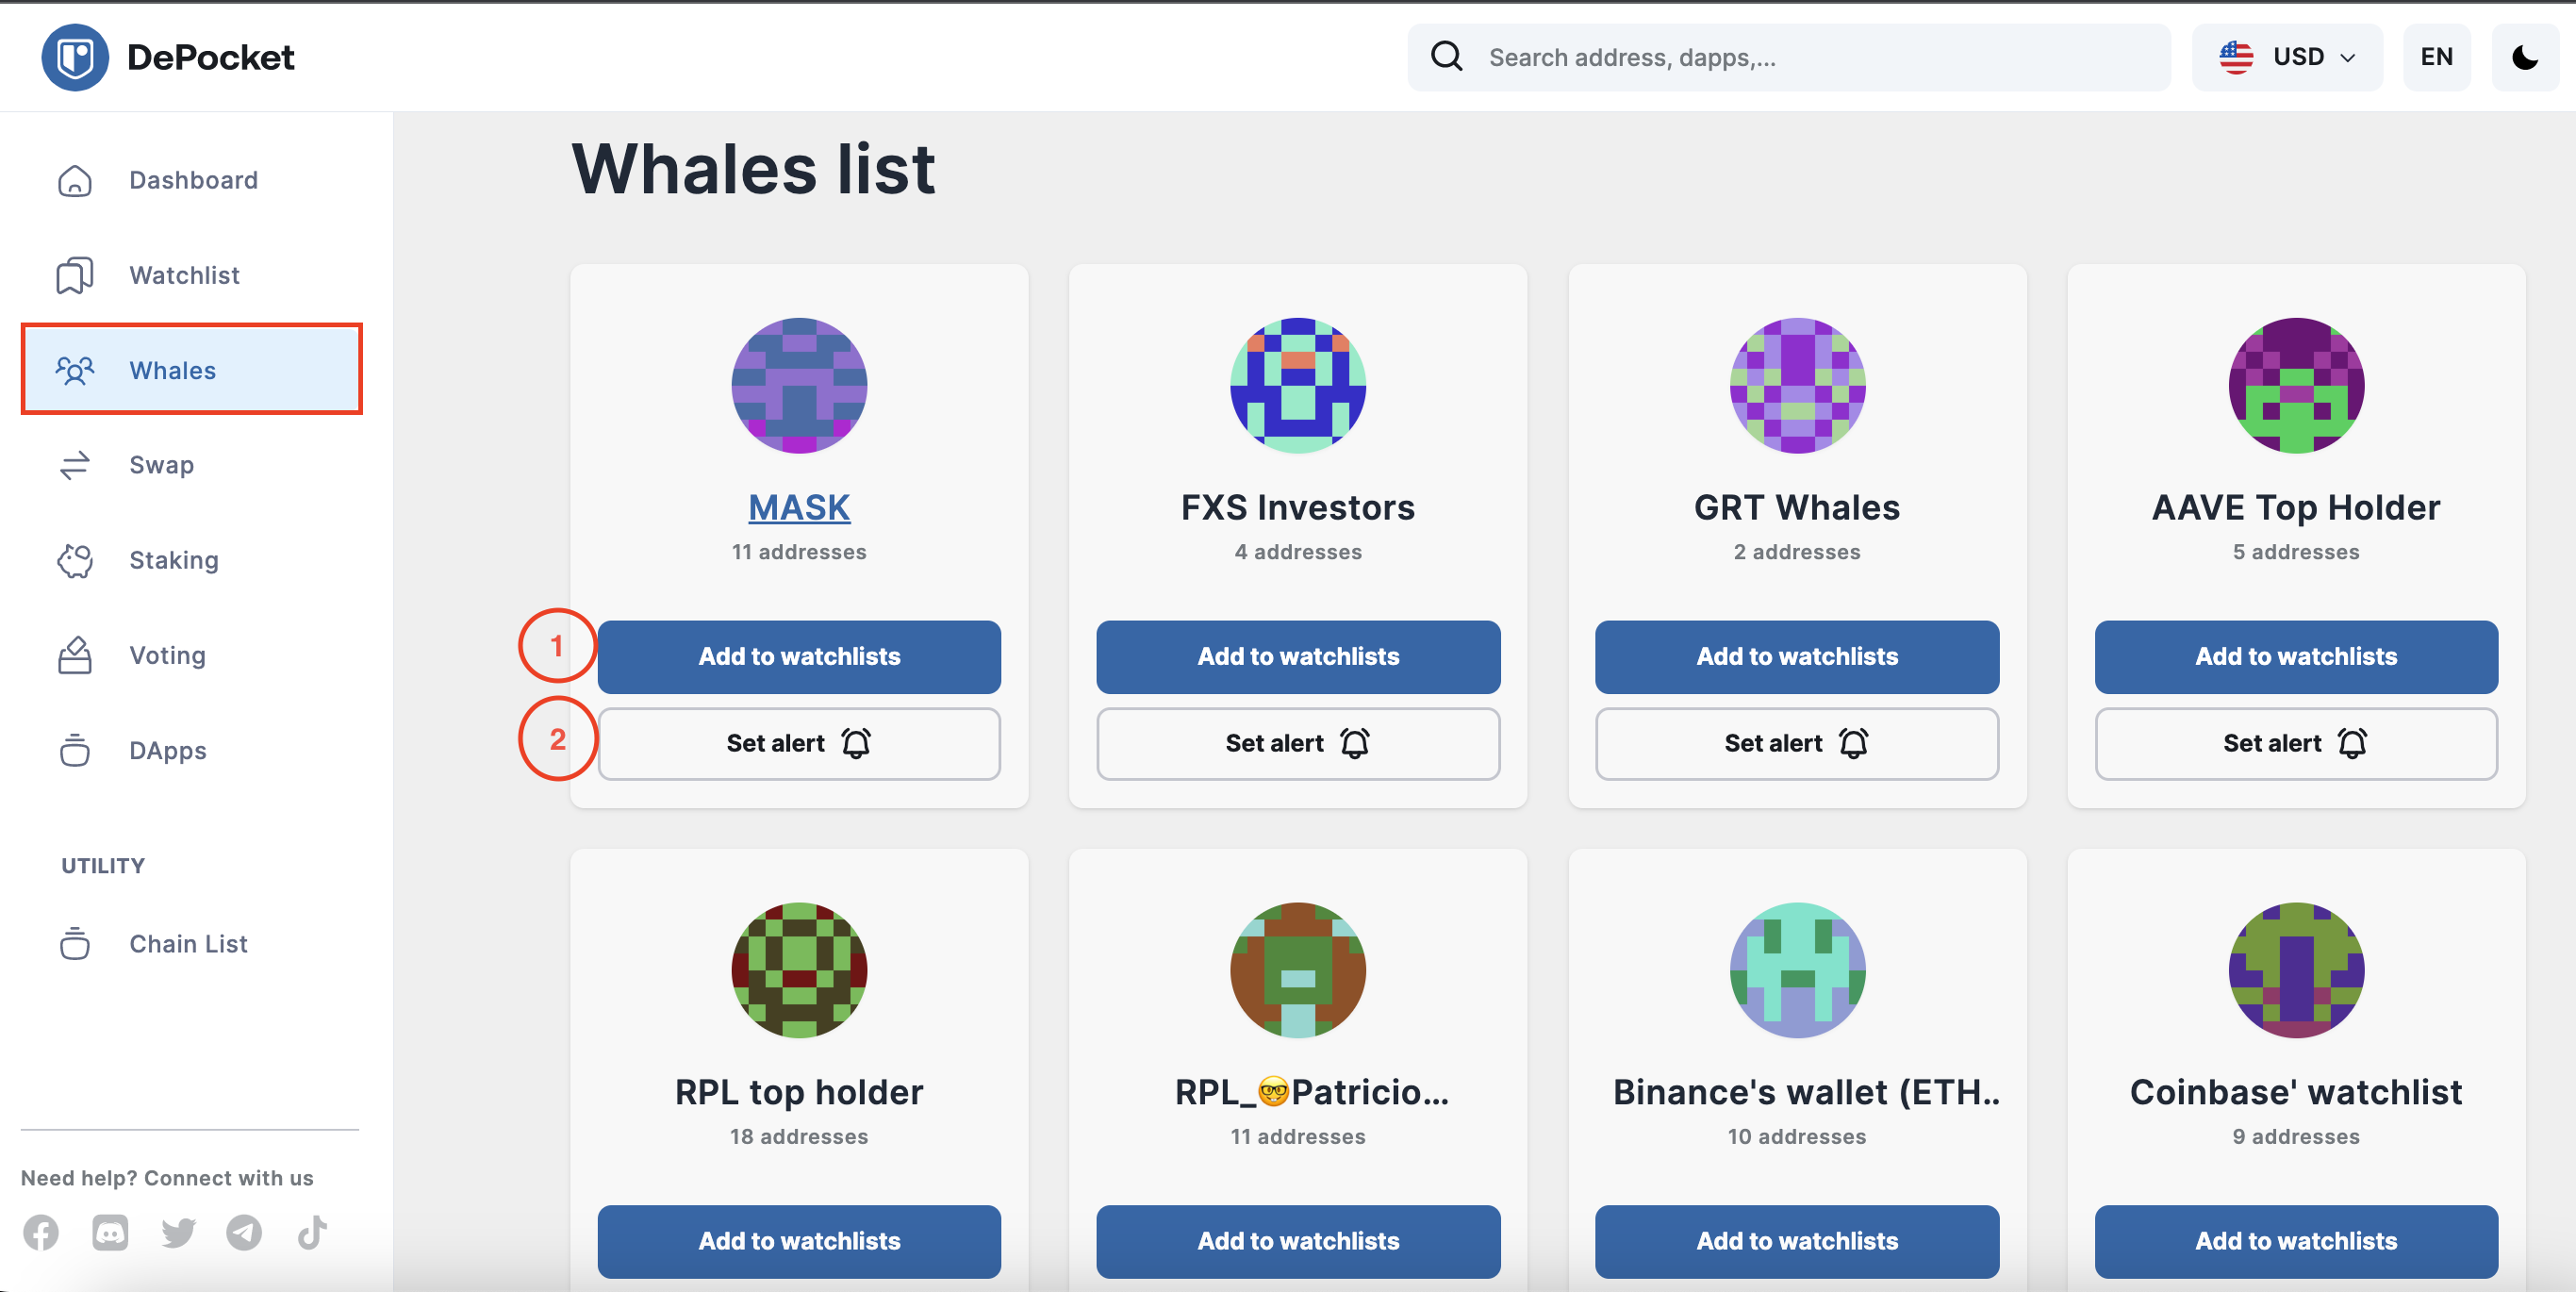 DePocket
Search address, dapps,...
USD
EN
Dashboard
Watchlist
Whales
Swap
Staking
Voting
DApps
UTILITY
Chain List
Need help? Connect with us
Whales list
MASK
11 addresses
1
Add to watchlists
2
Set alert
FXS Investors
4 addresses
Add to watchlists
Set alert
GRT Whales
2 addresses
Add to watchlists
Set alert
AAVE Top Holder
5 addresses
Add to watchlists
Set alert
RPL top holder
18 addresses
Add to watchlists
RPL_🤓Patricio...
11 addresses
Add to watchlists
Binance's wallet (ETH..
10 addresses
Add to watchlists
Coinbase' watchlist
9 addresses
Add to watchlists